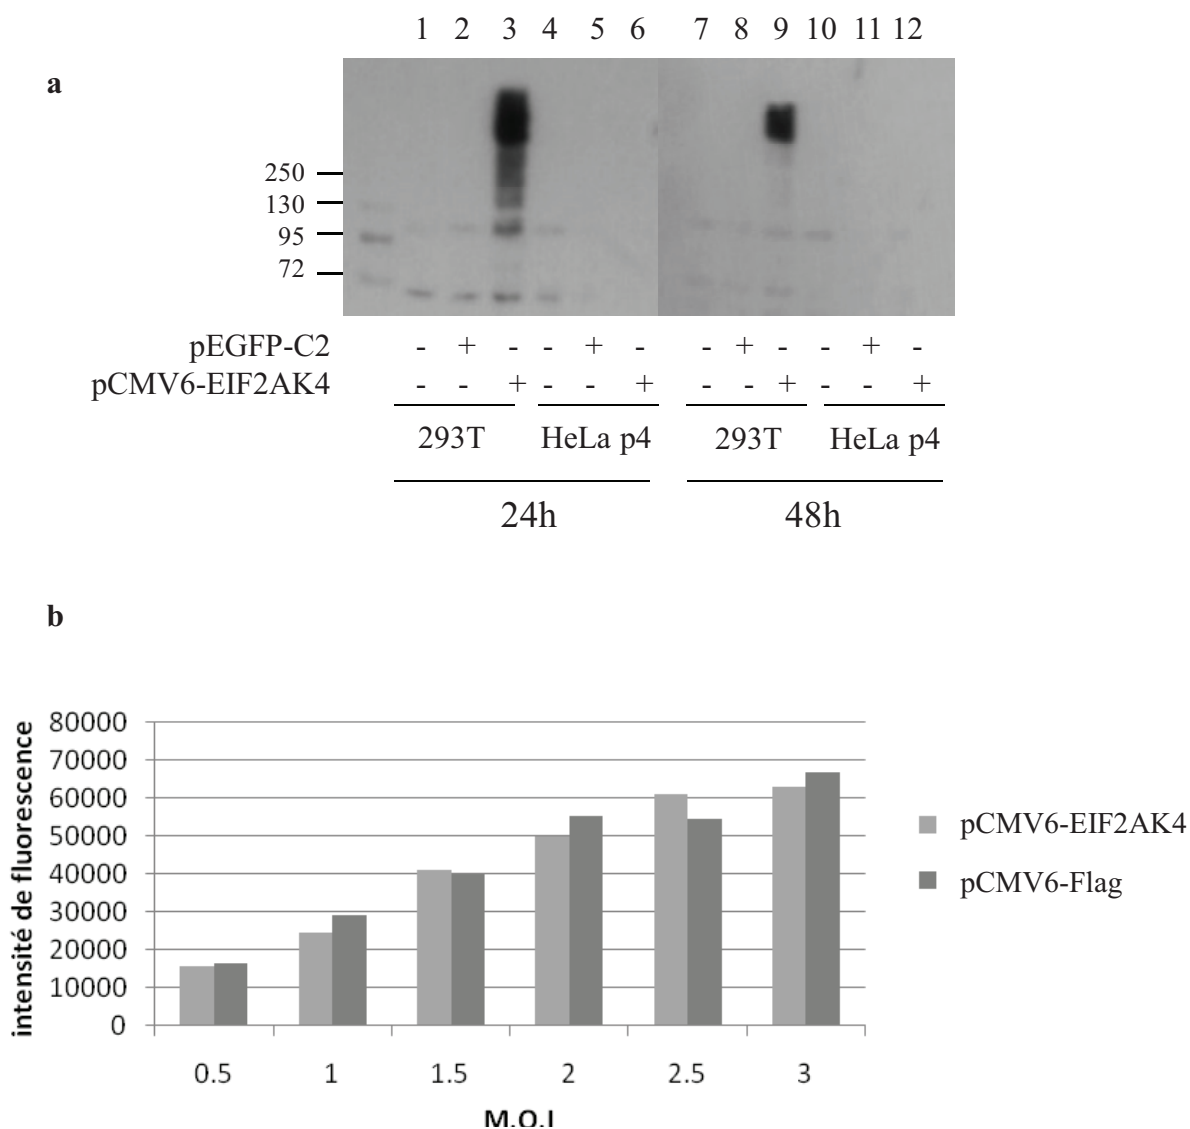 1 2 3 4 5 6 7 8 9 10 11 12
a
250
130
95
72
pEGFP-C2 - + - - + - - + - - + -
pCMV6-EIF2AK4 - - + - - + - - + - - +
293T HeLa p4 293T HeLa p4
24h 48h
b
intensité de fluorescence
80000
70000
60000
50000
40000
30000
20000
10000
0
0.5 1 1.5 2 2.5 3
M.O.I
pCMV6-EIF2AK4
pCMV6-Flag